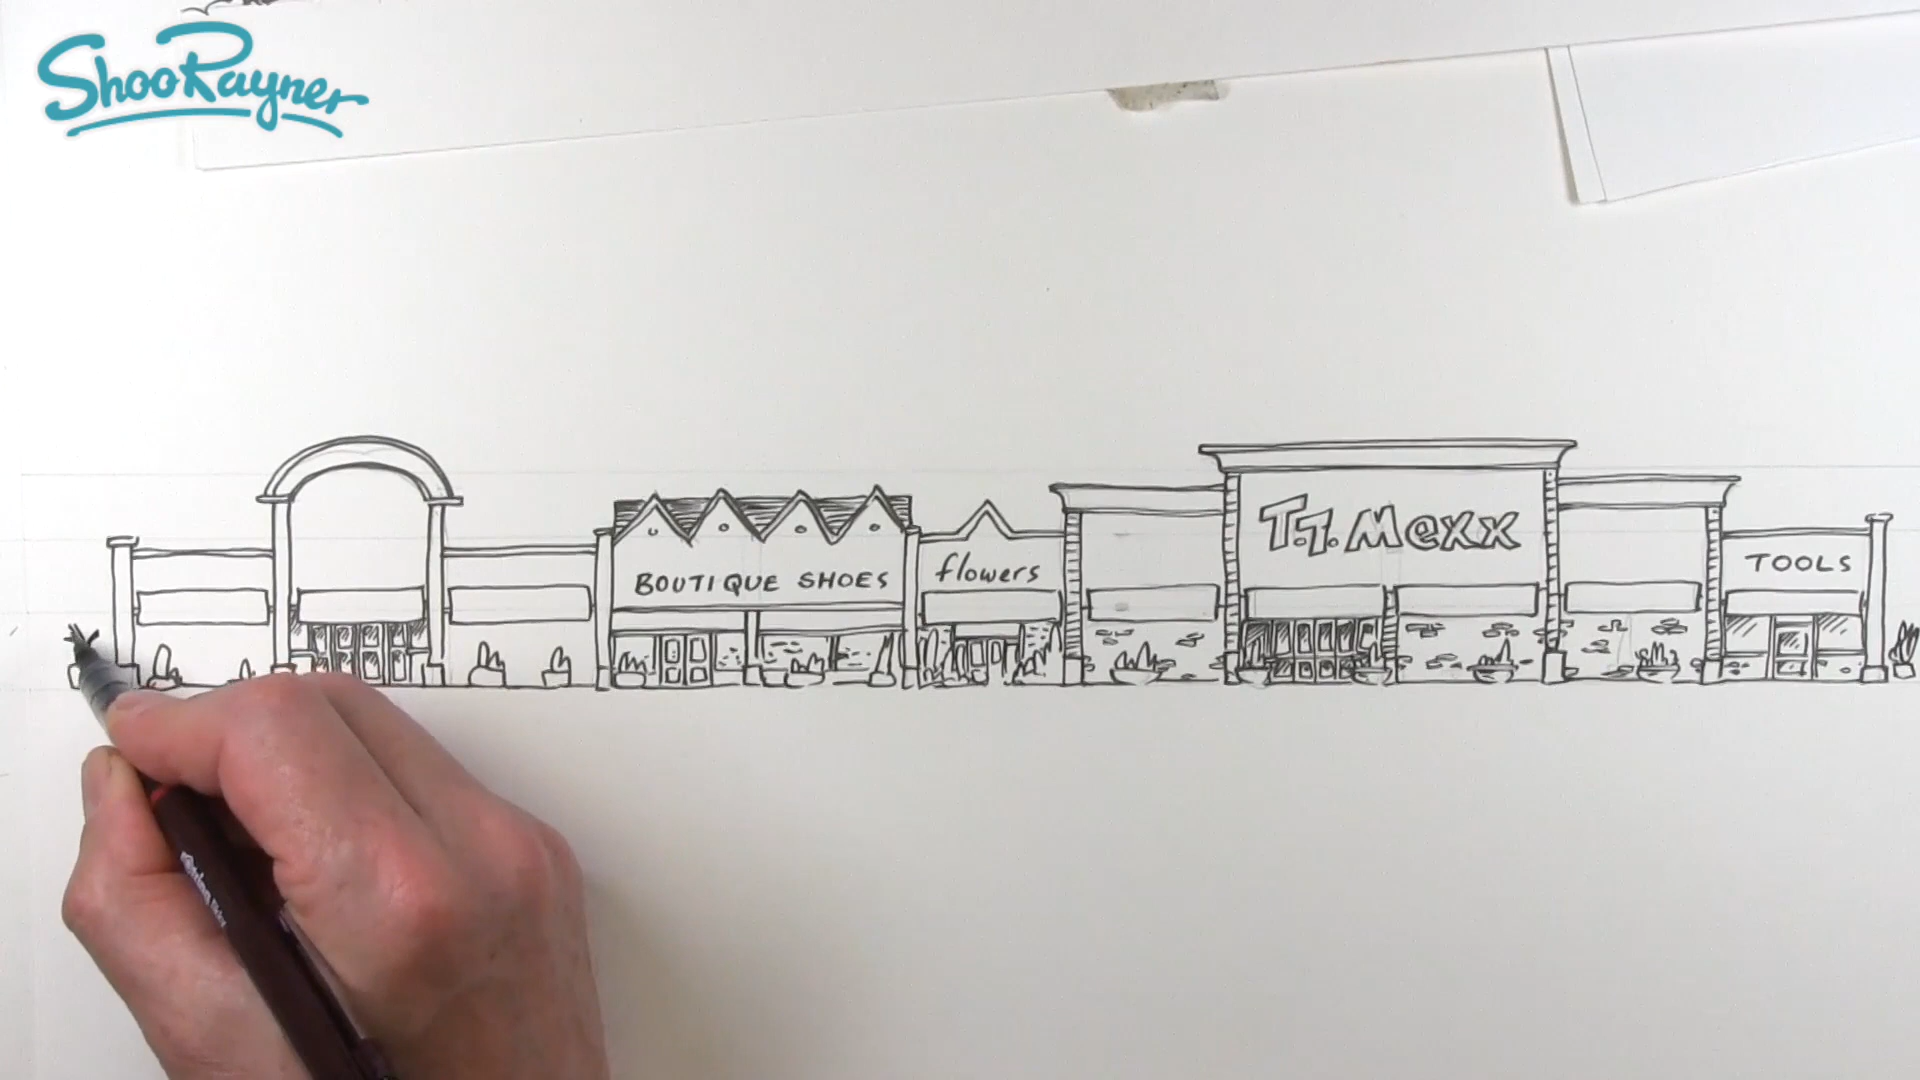 ShooRayner
BOUTIQUE SHOES
flowers
T.T. Mexx
TOOLS